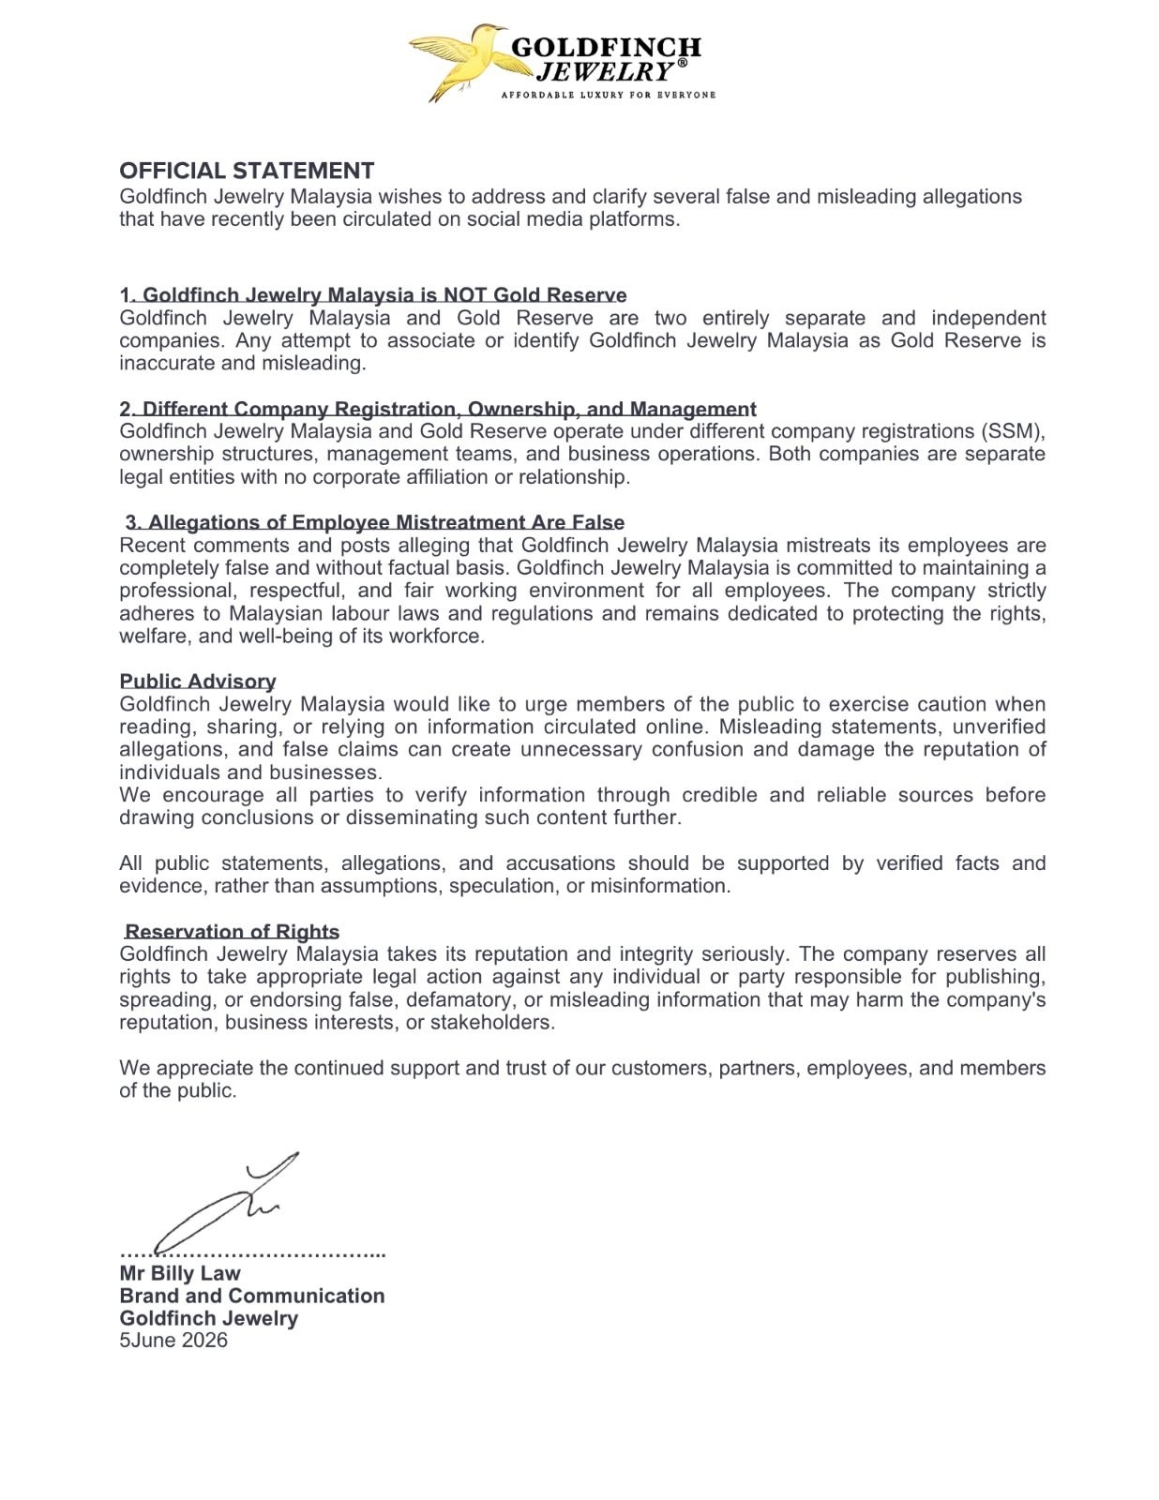 GOLDFINCH
JEWELRY®
AFFORDABLE LUXURY FOR EVERYONE
OFFICIAL STATEMENT
Goldfinch Jewelry Malaysia wishes to address and clarify several false and misleading allegations
that have recently been circulated on social media platforms.
1. Goldfinch Jewelry Malaysia is NOT Gold Reserve
Goldfinch Jewelry Malaysia and Gold Reserve are two entirely separate and independent
companies. Any attempt to associate or identify Goldfinch Jewelry Malaysia as Gold Reserve is
inaccurate and misleading.
2. Different Company Registration, Ownership, and Management
Goldfinch Jewelry Malaysia and Gold Reserve operate under different company registrations (SSM),
ownership structures, management teams, and business operations. Both companies are separate
legal entities with no corporate affiliation or relationship.
3. Allegations of Employee Mistreatment Are False
Recent comments and posts alleging that Goldfinch Jewelry Malaysia mistreats its employees are
completely false and without factual basis. Goldfinch Jewelry Malaysia is committed to maintaining a
professional, respectful, and fair working environment for all employees. The company strictly
adheres to Malaysian labour laws and regulations and remains dedicated to protecting the rights,
welfare, and well-being of its workforce.
Public Advisory
Goldfinch Jewelry Malaysia would like to urge members of the public to exercise caution when
reading, sharing, or relying on information circulated online. Misleading statements, unverified
allegations, and false claims can create unnecessary confusion and damage the reputation of
individuals and businesses.
We encourage all parties to verify information through credible and reliable sources before
drawing conclusions or disseminating such content further.
All public statements, allegations, and accusations should be supported by verified facts and
evidence, rather than assumptions, speculation, or misinformation.
Reservation of Rights
Goldfinch Jewelry Malaysia takes its reputation and integrity seriously. The company reserves all
rights to take appropriate legal action against any individual or party responsible for publishing,
spreading, or endorsing false, defamatory, or misleading information that may harm the company's
reputation, business interests, or stakeholders.
We appreciate the continued support and trust of our customers, partners, employees, and members
of the public.
Mr Billy Law
Brand and Communication
Goldfinch Jewelry
5June 2026